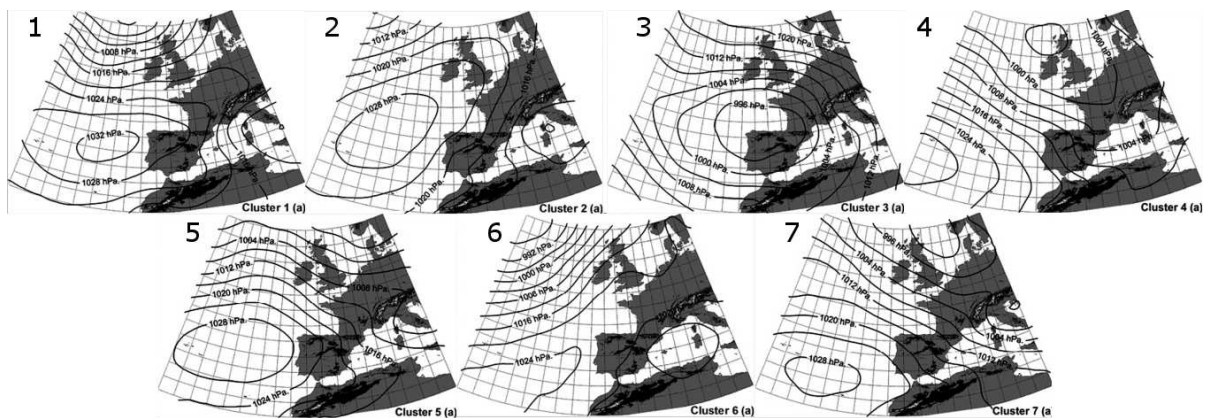 1
1008 hPa.
1016 hPa.
1024 hPa.
1032 hPa.
1028 hPa.
Cluster 1 (a)
2
1012 hPa.
1020 hPa.
1016 hPa.
1028 hPa.
1020 hPa.
Cluster 2 (a)
3
1020 hPa.
1012 hPa.
1004 hPa.
996 hPa.
1004 hPa.
1000 hPa.
1008 hPa.
Cluster 3 (a)
4
1000 hPa.
1000 hPa.
1008 hPa.
1016 hPa.
1024 hPa.
1004 hPa.
Cluster 4 (a)
5
1004 hPa.
1012 hPa.
1008 hPa.
1020 hPa.
1028 hPa.
1016 hPa.
1024 hPa.
Cluster 5 (a)
6
992 hPa.
1000 hPa.
1008 hPa.
1016 hPa.
1024 hPa.
Cluster 6 (a)
7
996 hPa.
1004 hPa.
1012 hPa.
1020 hPa.
1004 hPa.
1028 hPa.
1012 hPa.
Cluster 7 (a)